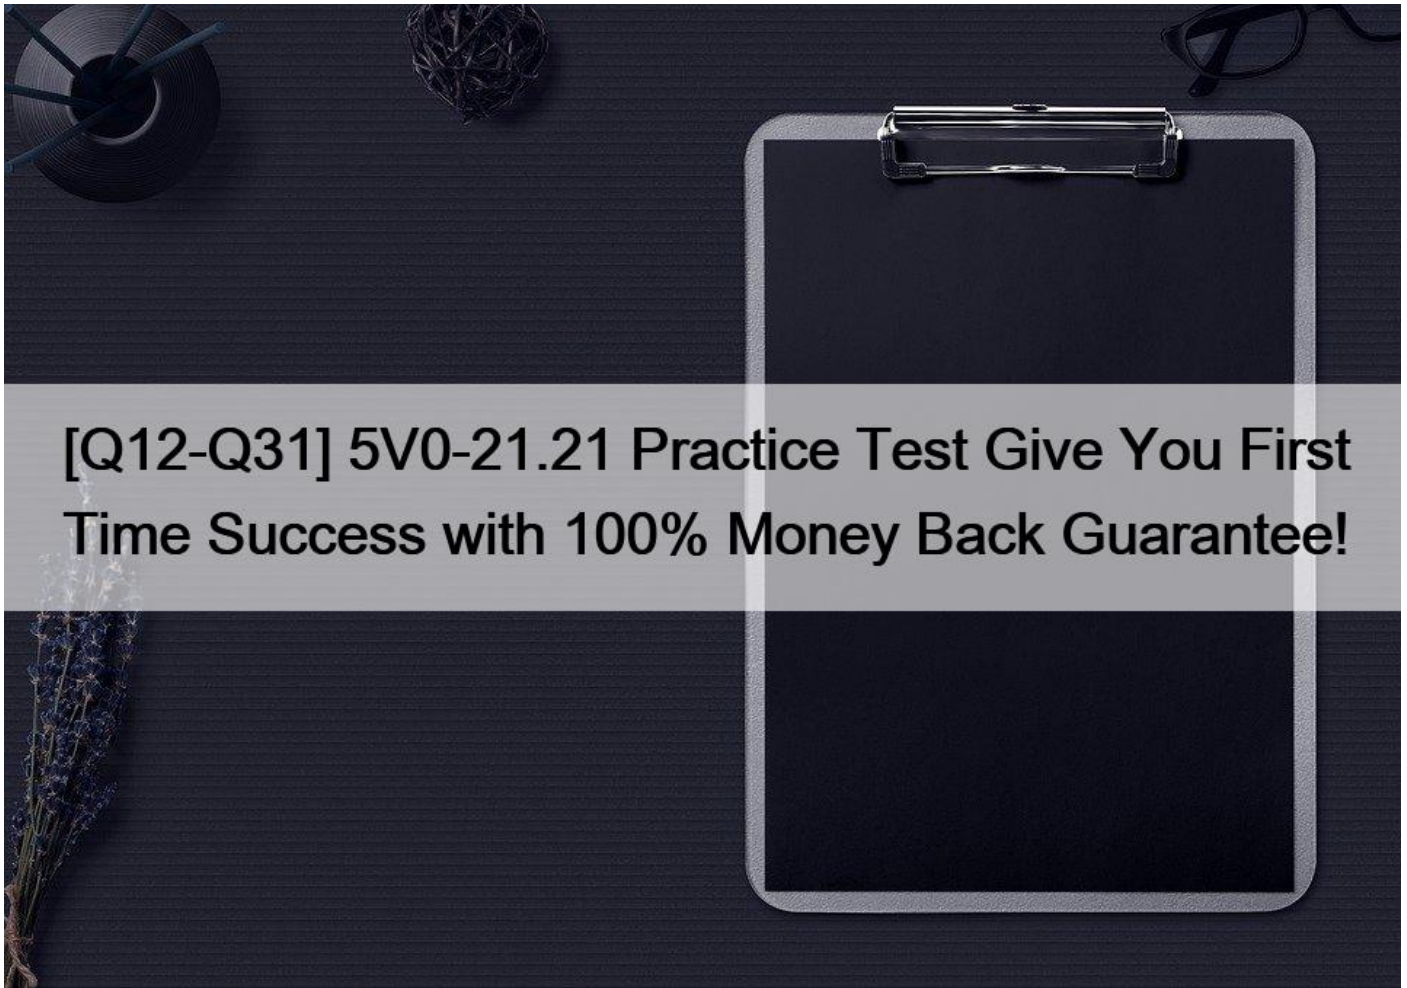 [Q12-Q31] 5V0-21.21 Practice Test Give You First
Time Success with 100% Money Back Guarantee!